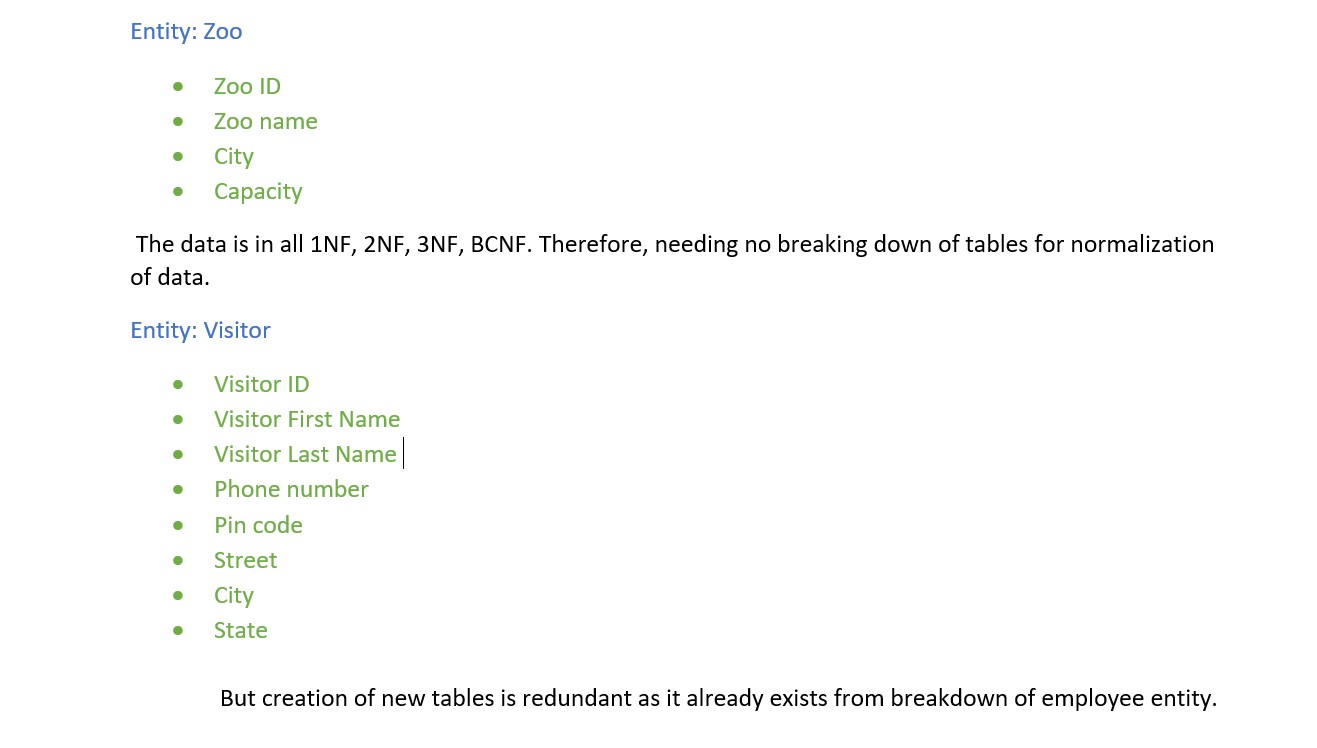 Entity: Zoo
Zoo ID
Zoo name
City
Capacity
The data is in all 1NF, 2NF, 3NF, BCNF. Therefore, needing no breaking down of tables for normalization
of data.
Entity: Visitor
Visitor ID
Visitor First Name
Visitor Last Name
Phone number
Pin code
Street
City
State
But creation of new tables is redundant as it already exists from breakdown of employee entity.